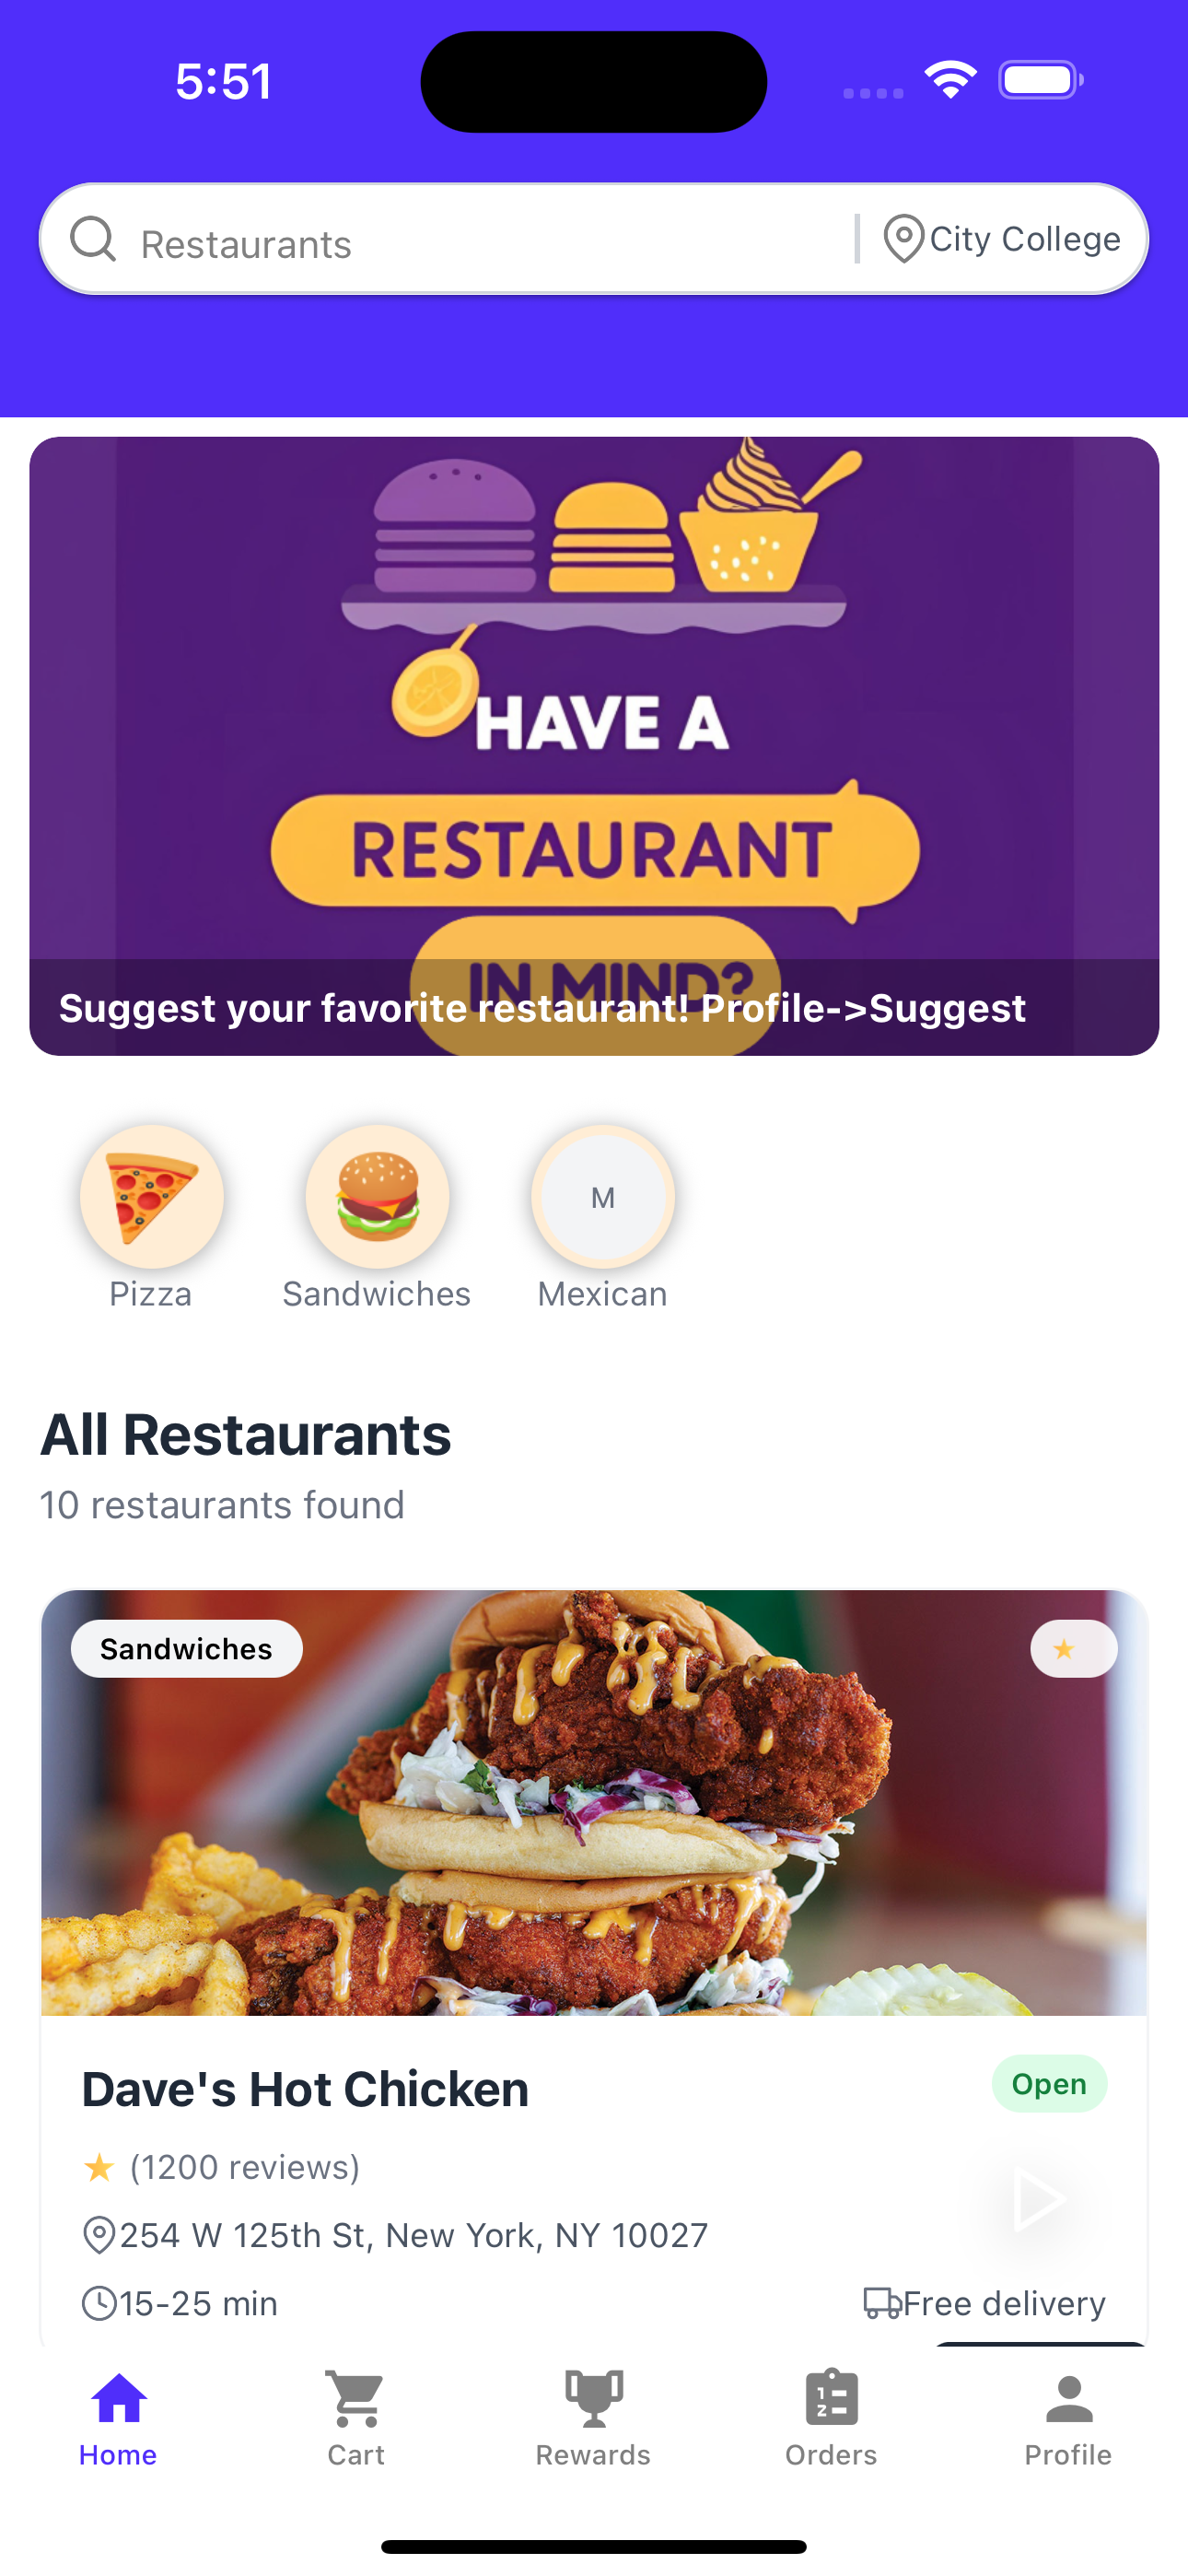 5:51
Restaurants
City College
HAVE A
RESTAURANT
IN MIND?
Suggest your favorite restaurant! Profile->Suggest
M
Pizza
Sandwiches
Mexican
All Restaurants
10 restaurants found
Sandwiches
Dave's Hot Chicken
Open
(1200 reviews)
254 W 125th St, New York, NY 10027
15-25 min
Free delivery
Home
Cart
Rewards
Orders
Profile